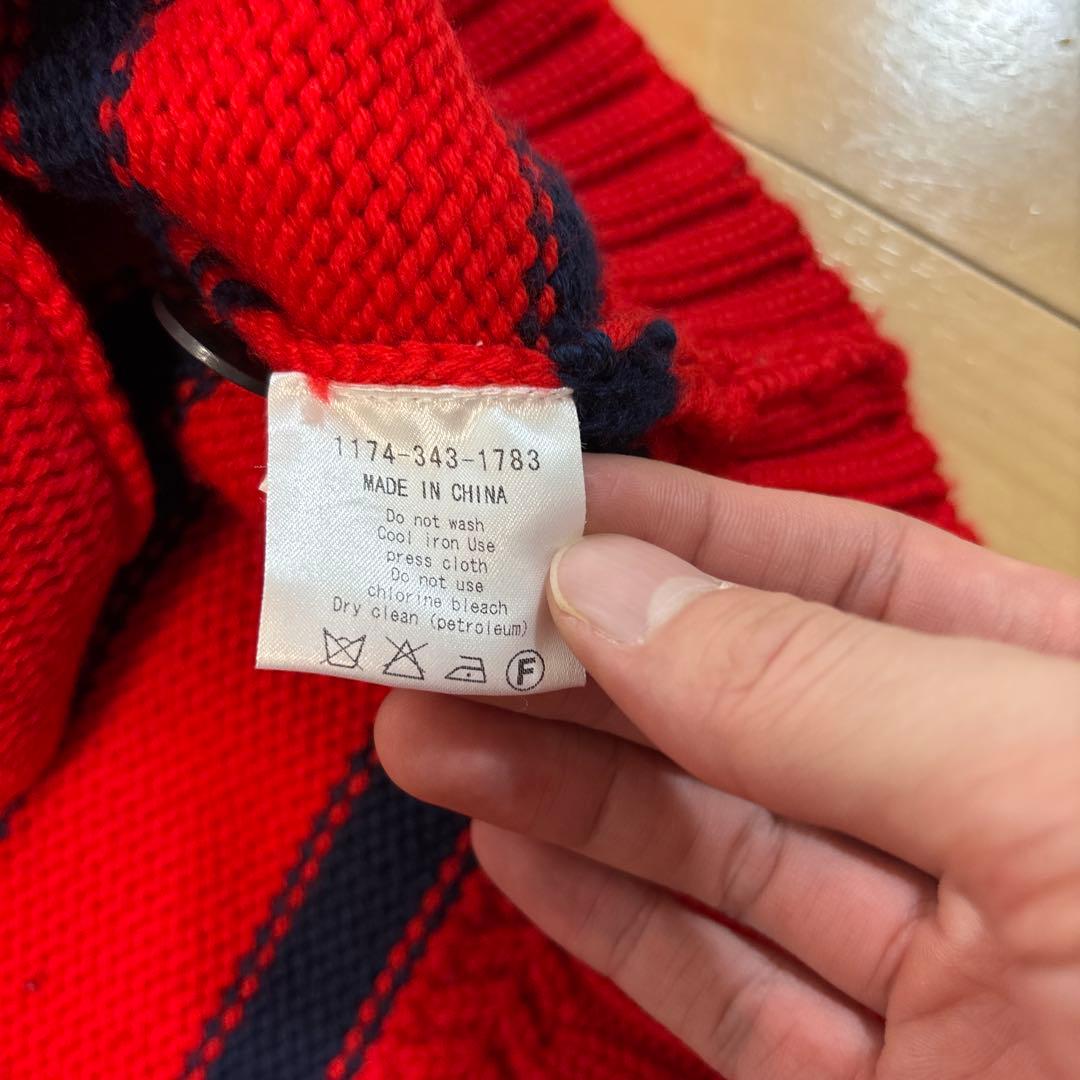 1174-343-1783
MADE IN CHINA
Do not wash
Cool iron Use
press cloth
Do not use
chlorine bleach
Dry clean (petroleum)
F